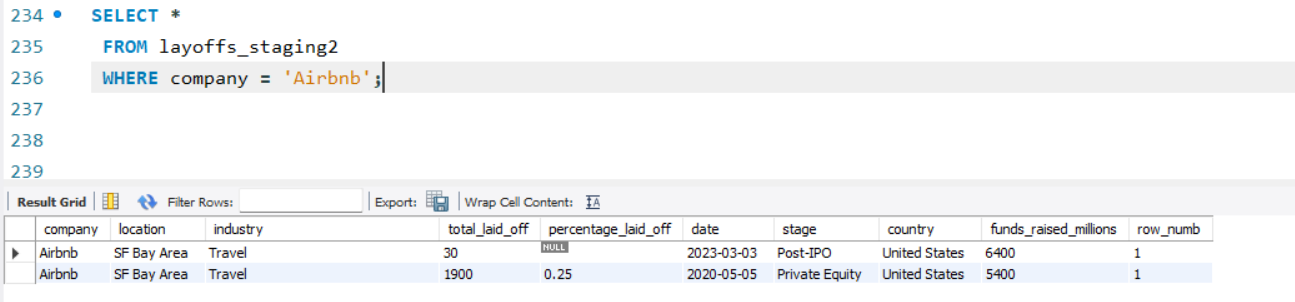 234 SELECT *
235 FROM layoffs_staging2
236 WHERE company = 'Airbnb';
237
238
239
Result Grid Filter Rows: Export: Wrap Cell Content: IA
company location industry total_laid_off percentage_laid_off date stage country funds_raised_millions row_numb
Airbnb SF Bay Area Travel 30 NULL 2023-03-03 Post-IPO United States 6400 1
Airbnb SF Bay Area Travel 1900 0.25 2020-05-05 Private Equity United States 5400 1